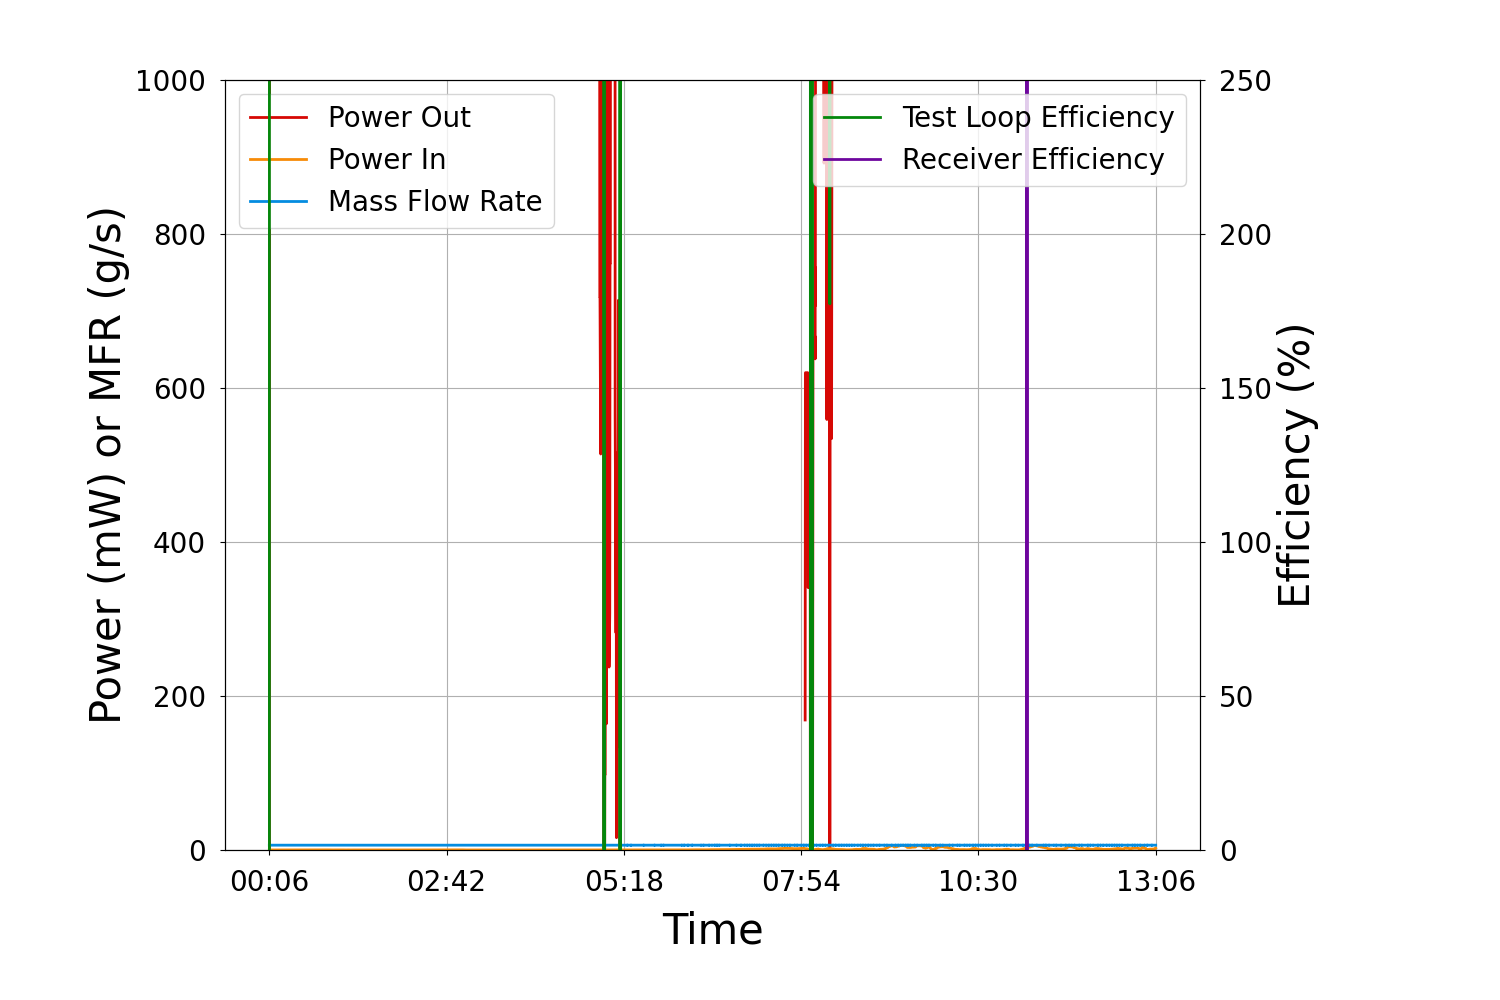 1000
800
600
400
200
0
Power (mW) or MFR (g/s)
Power Out
Power In
Mass Flow Rate
Test Loop Efficiency
Receiver Efficiency
250
200
150
100
50
0
Efficiency (%)
00:06 02:42 05:18 07:54 10:30 13:06
Time